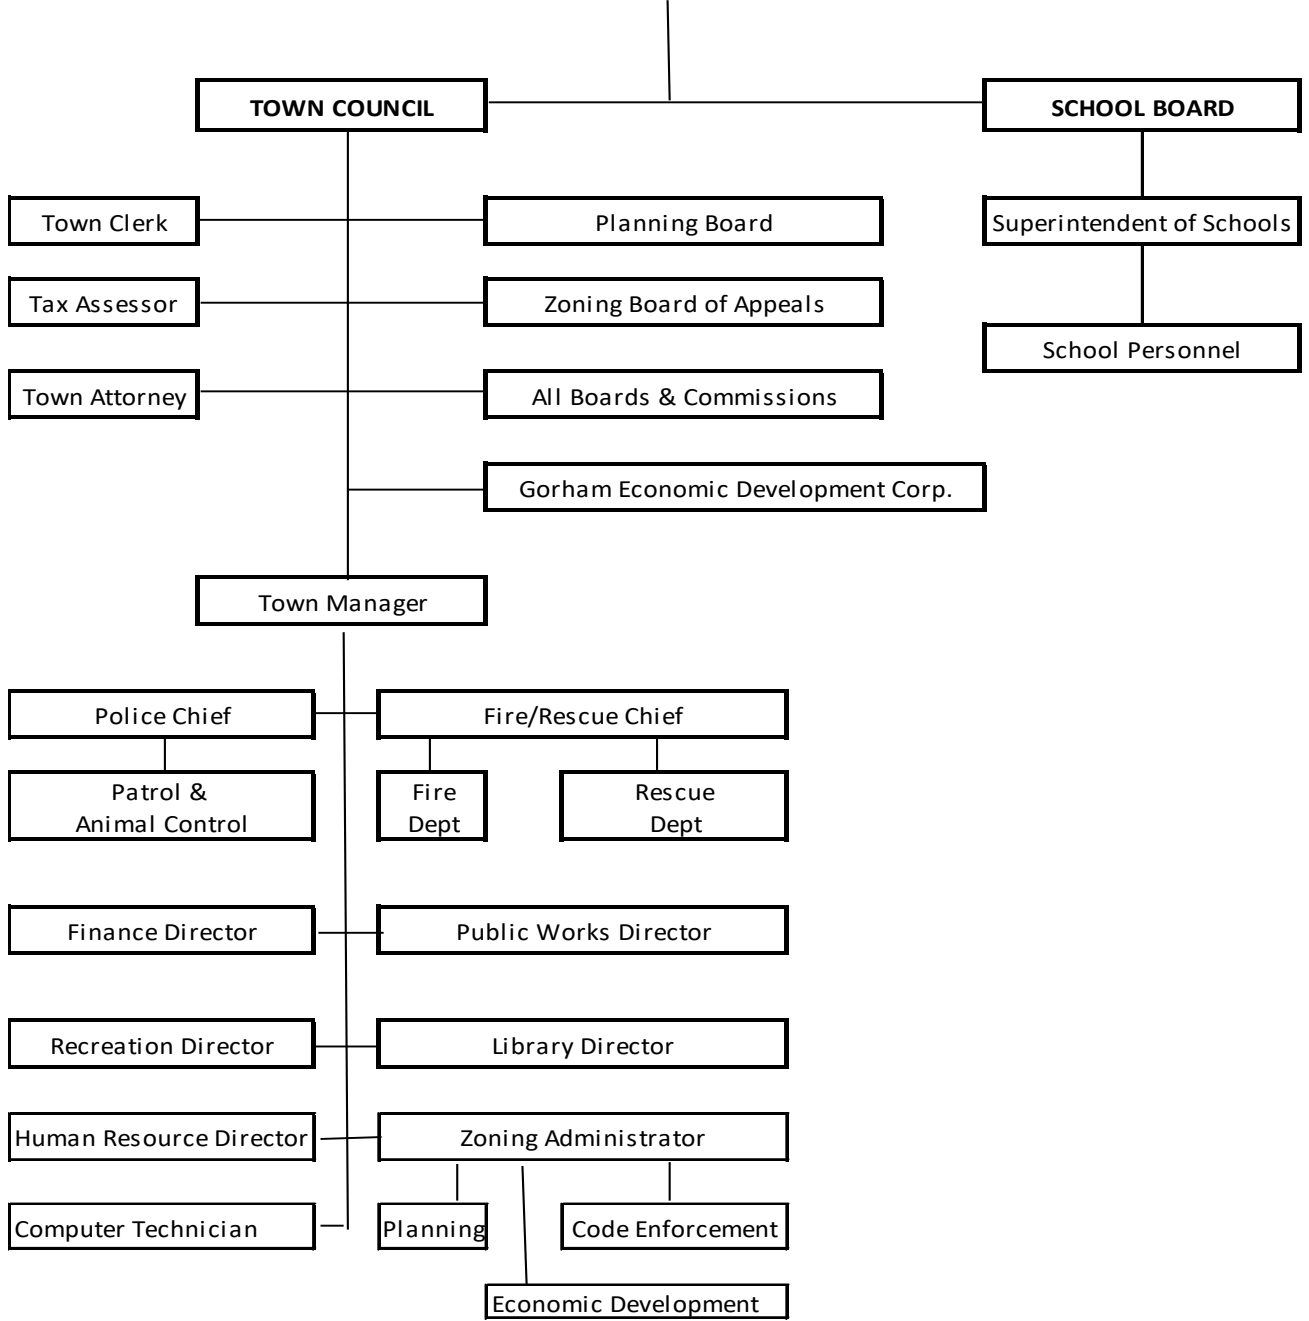 TOWN COUNCIL
SCHOOL BOARD
Town Clerk
Planning Board
Superintendent of Schools
Tax Assessor
Zoning Board of Appeals
School Personnel
Town Attorney
All Boards & Commissions
Gorham Economic Development Corp.
Town Manager
Police Chief
Fire/Rescue Chief
Patrol &
Animal Control
Fire
Dept
Rescue
Dept
Finance Director
Public Works Director
Recreation Director
Library Director
Human Resource Director
Zoning Administrator
Computer Technician
Planning
Code Enforcement
Economic Development